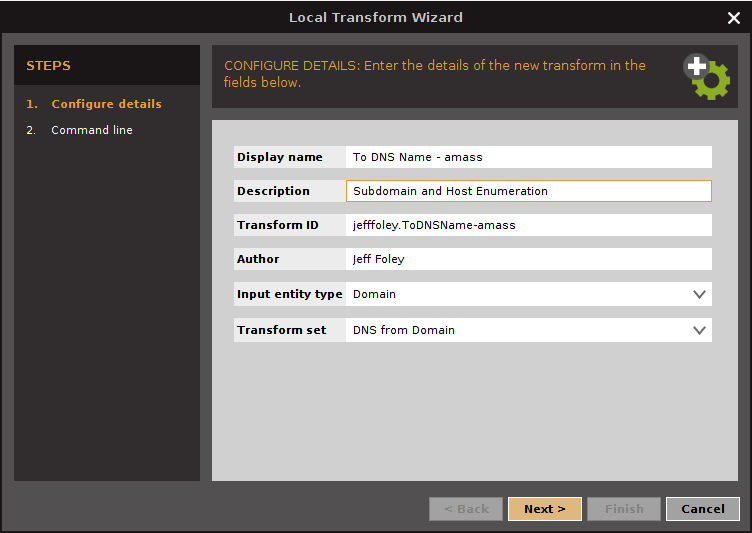 Local Transform Wizard
STEPS
1. Configure details
2. Command line
CONFIGURE DETAILS: Enter the details of the new transform in the
fields below.
Display name To DNS Name - amass
Description Subdomain and Host Enumeration
Transform ID jefffoley.ToDNSName-amass
Author Jeff Foley
Input entity type Domain
Transform set DNS from Domain
< Back Next > Finish Cancel